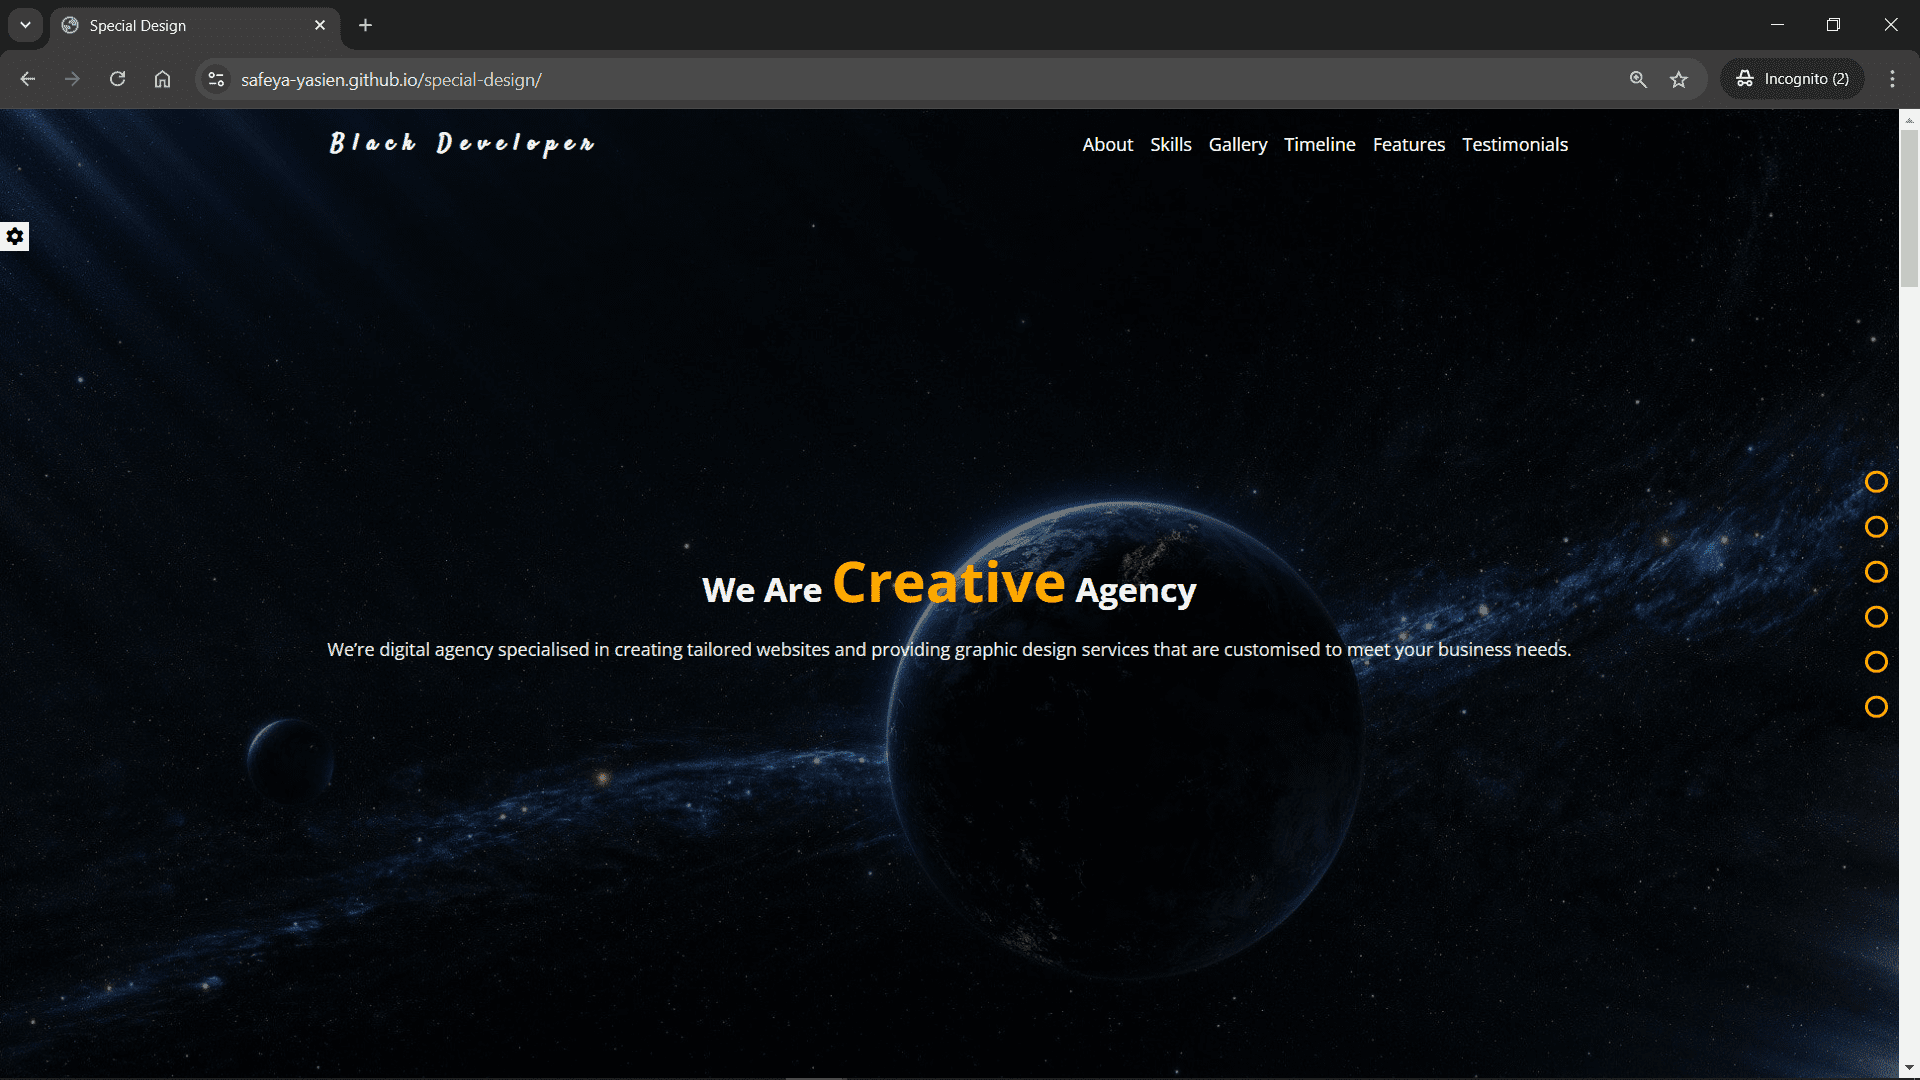 Special Design
safeya-yasien.github.io/special-design/
Incognito (2)
Black Developer
About Skills Gallery Timeline Features Testimonials
We Are Creative Agency
We’re digital agency specialised in creating tailored websites and providing graphic design services that are customised to meet your business needs.